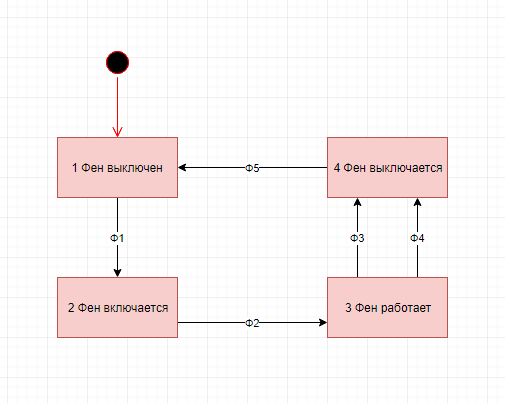 1 Фен выключен
Ф5
4 Фен выключается
Ф1
Ф3
Ф4
2 Фен включается
Ф2
3 Фен работает